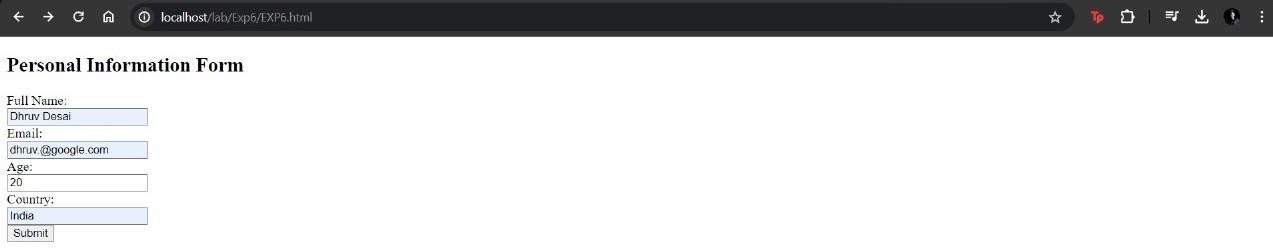 localhost/lab/Exp6/EXP6.html
Tp
Personal Information Form
Full Name:
Dhruv Desai
Email:
dhruv.@google.com
Age:
20
Country:
India
Submit